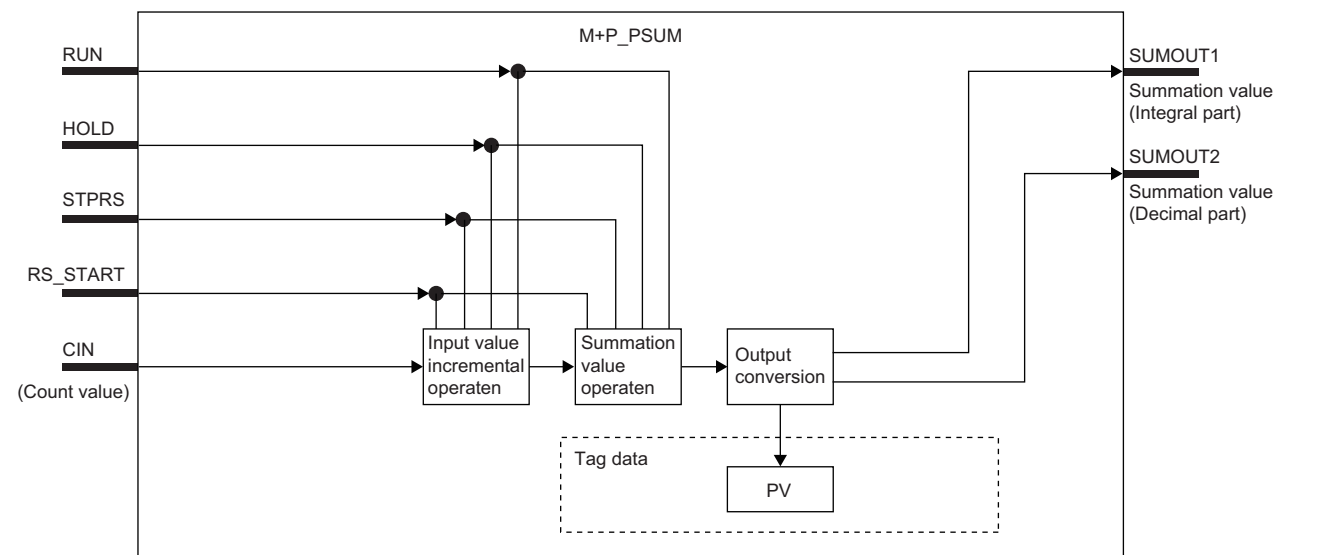 M+P_PSUM
RUN
HOLD
STPRS
RS_START
CIN
(Count value)
Input value
incremental
operaten
Summation
value
operaten
Output
conversion
Tag data
PV
SUMOUT1
Summation value
(Integral part)
SUMOUT2
Summation value
(Decimal part)